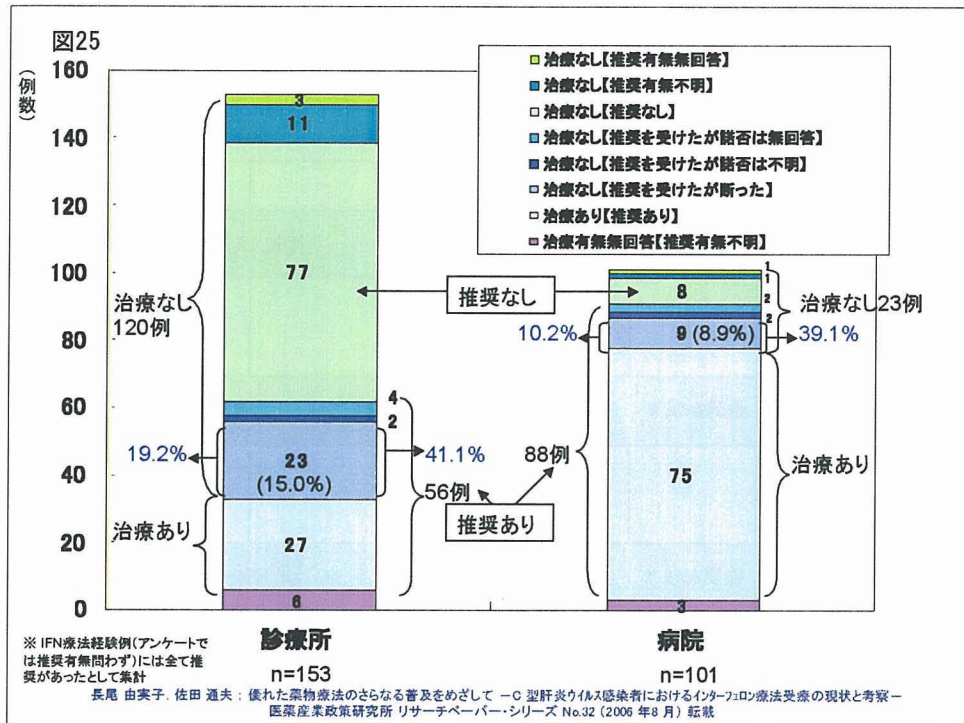 図25
(例数)
160
140
120
100
80
60
40
20
0
■ 治療なし【推奨有無無回答】
■ 治療なし【推奨有無不明】
□ 治療なし【推奨なし】
■ 治療なし【推奨を受けたが諾否は無回答】
■ 治療なし【推奨を受けたが諾否は不明】
□ 治療なし【推奨を受けたが断った】
□ 治療あり【推奨あり】
■ 治療有無無回答【推奨有無不明】
治療なし
120例
3
11
77
4
2
23
(15.0%)
27
6
19.2%
41.1%
治療あり
56例
推奨なし
推奨あり
88例
10.2%
1
1
8
2
2
9 (8.9%)
75
3
治療なし23例
39.1%
治療あり
診療所
n=153
病院
n=101
※ IFN療法経験例(アンケートで
は推奨有無問わず)には全て推
奨があったとして集計
長尾 由実子, 佐田 通夫 : 優れた薬物療法のさらなる普及をめざして －C 型肝炎ウイルス感染者におけるインターフェロン療法受療の現状と考察－
医薬産業政策研究所 リサーチペーパー・シリーズ No.32 (2006 年8 月) 転載